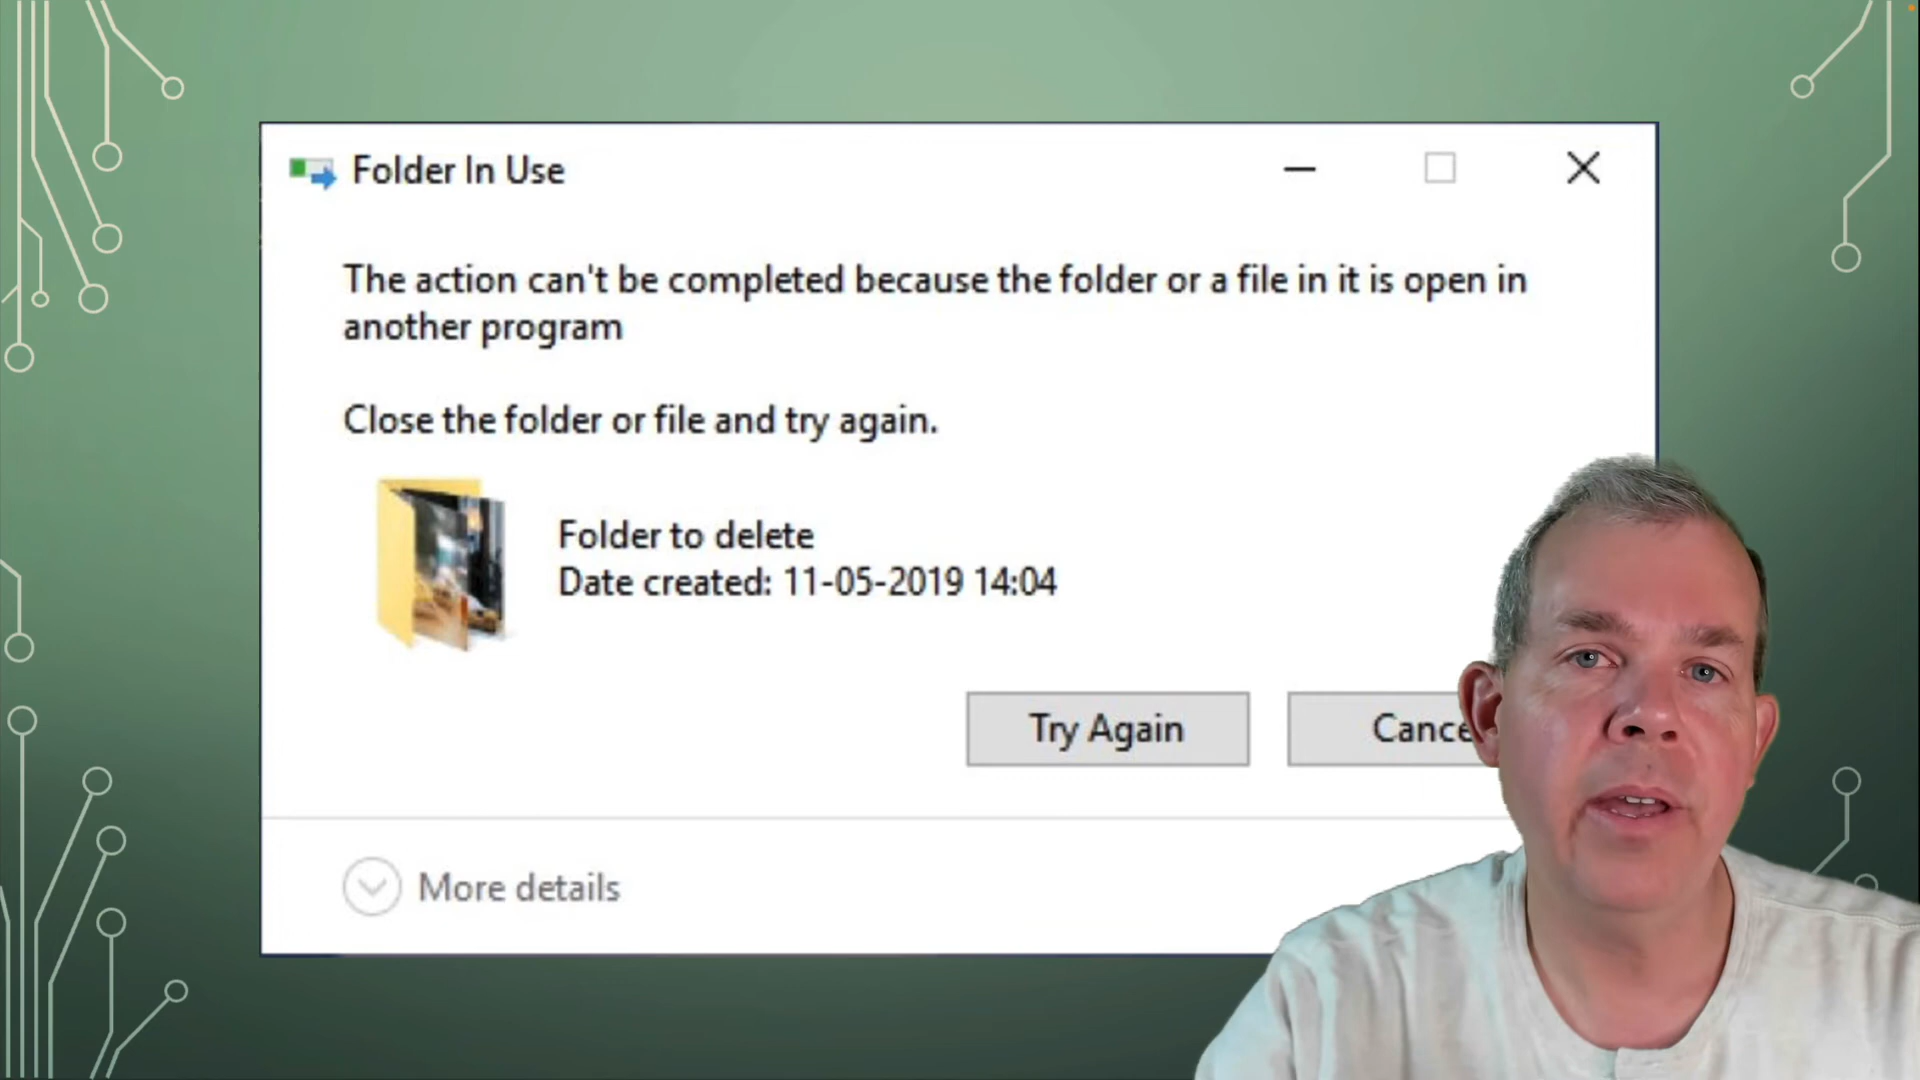 Folder In Use
The action can't be completed because the folder or a file in it is open in
another program
Close the folder or file and try again.
Folder to delete
Date created: 11-05-2019 14:04
Try Again
Cance
More details